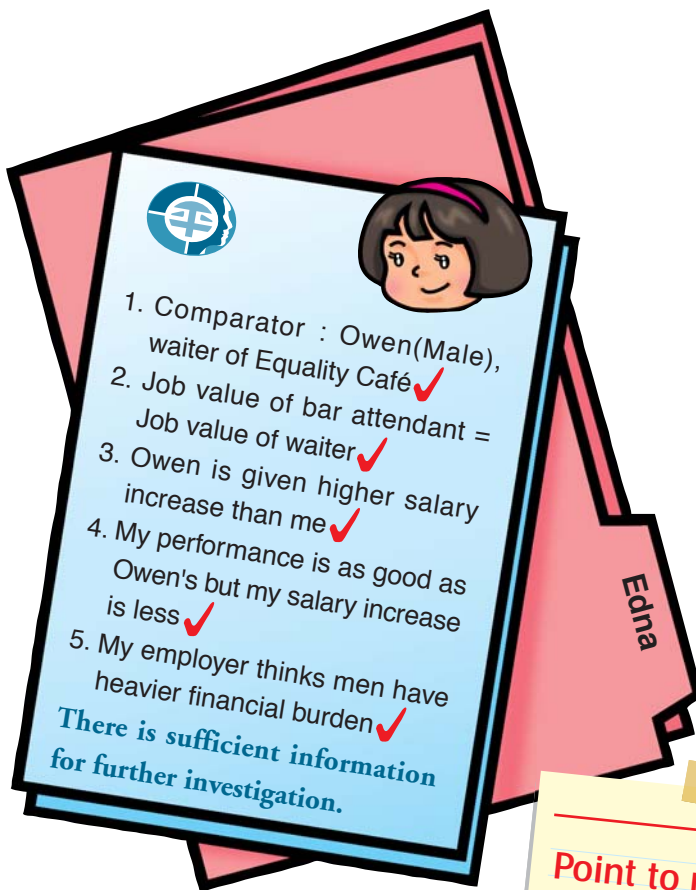 1. Comparator : Owen(Male),
waiter of Equality Café
2. Job value of bar attendant =
Job value of waiter
3. Owen is given higher salary
increase than me
4. My performance is as good as
Owen's but my salary increase
is less
5. My employer thinks men have
heavier financial burden
There is sufficient information
for further investigation.
Edna
Point to